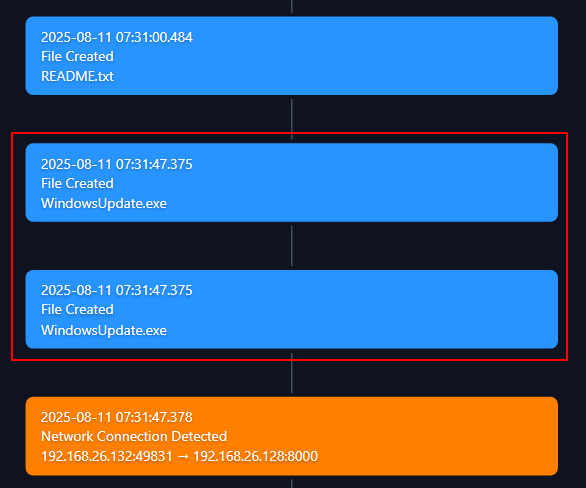 2025-08-11 07:31:00.484
File Created
README.txt
2025-08-11 07:31:47.375
File Created
WindowsUpdate.exe
2025-08-11 07:31:47.375
File Created
WindowsUpdate.exe
2025-08-11 07:31:47.378
Network Connection Detected
192.168.26.132:49831 → 192.168.26.128:8000